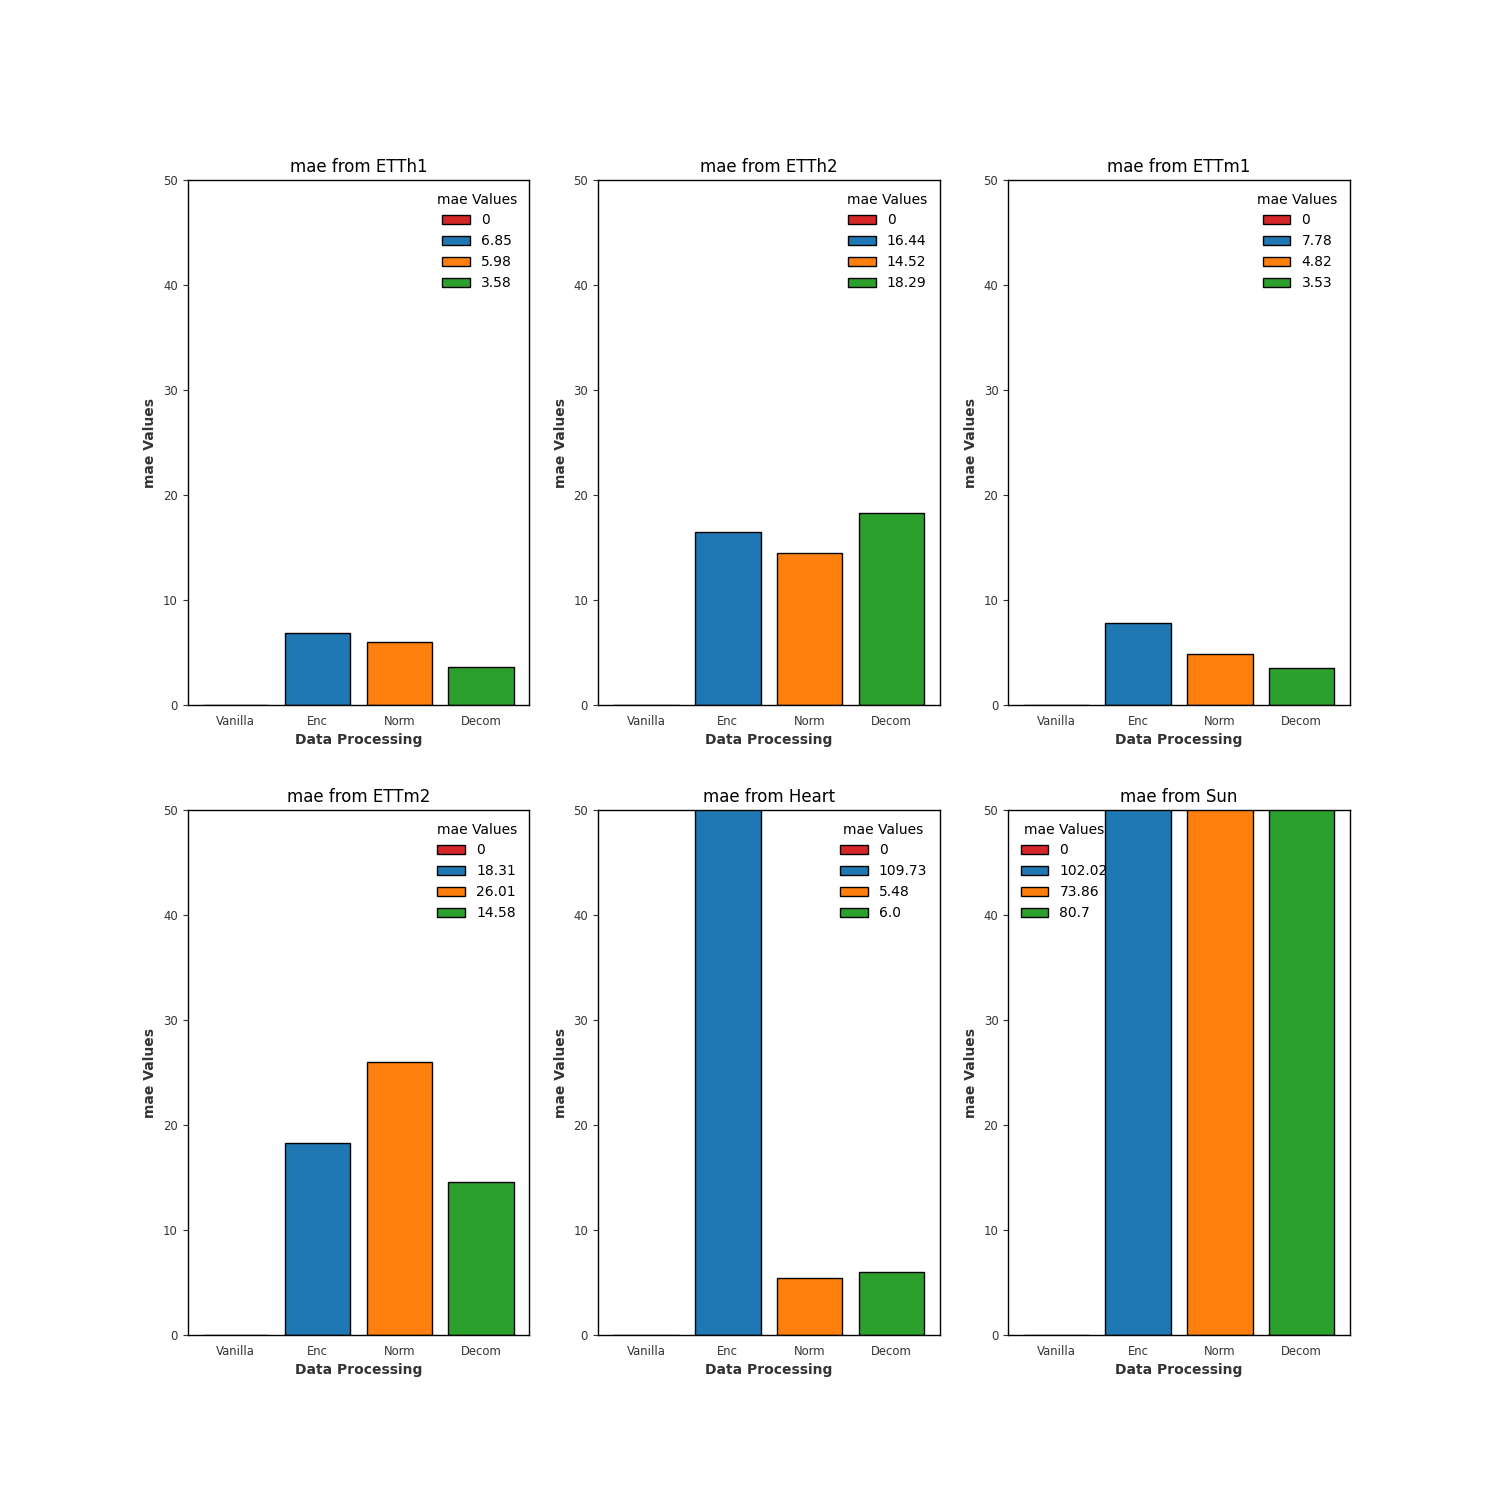 mae from ETTh1
mae Values
0
6.85
5.98
3.58
50
40
30
20
10
0
mae Values
Vanilla Enc Norm Decom
Data Processing
mae from ETTh2
mae Values
0
16.44
14.52
18.29
50
40
30
20
10
0
mae Values
Vanilla Enc Norm Decom
Data Processing
mae from ETTm1
mae Values
0
7.78
4.82
3.53
50
40
30
20
10
0
mae Values
Vanilla Enc Norm Decom
Data Processing
mae from ETTm2
mae Values
0
18.31
26.01
14.58
50
40
30
20
10
0
mae Values
Vanilla Enc Norm Decom
Data Processing
mae from Heart
mae Values
0
109.73
5.48
6.0
50
40
30
20
10
0
mae Values
Vanilla Enc Norm Decom
Data Processing
mae from Sun
mae Values
0
102.02
73.86
80.7
50
40
30
20
10
0
mae Values
Vanilla Enc Norm Decom
Data Processing